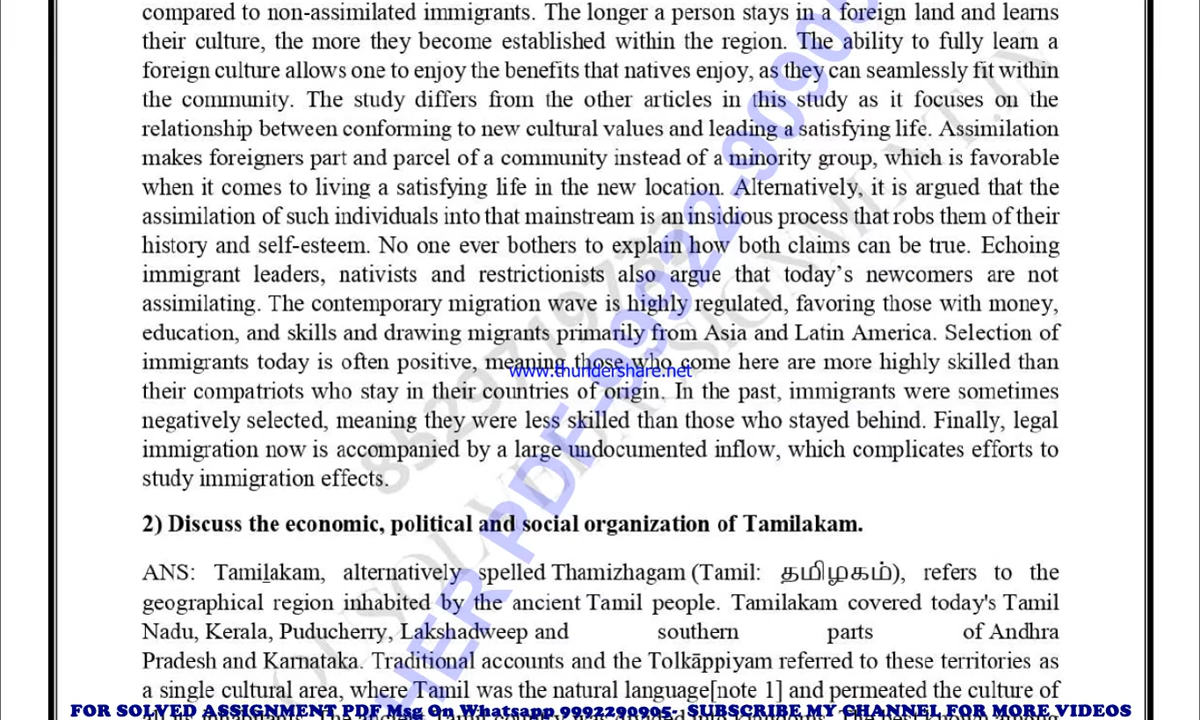 compared to non-assimilated immigrants. The longer a person stays in a foreign land and learns
their culture, the more they become established within the region. The ability to fully learn a
foreign culture allows one to enjoy the benefits that natives enjoy, as they can seamlessly fit within
the community. The study differs from the other articles in this study as it focuses on the
relationship between conforming to new cultural values and leading a satisfying life. Assimilation
makes foreigners part and parcel of a community instead of a minority group, which is favorable
when it comes to living a satisfying life in the new location. Alternatively, it is argued that the
assimilation of such individuals into that mainstream is an insidious process that robs them of their
history and self-esteem. No one ever bothers to explain how both claims can be true. Echoing
immigrant leaders, nativists and restrictionists also argue that today’s newcomers are not
assimilating. The contemporary migration wave is highly regulated, favoring those with money,
education, and skills and drawing migrants primarily from Asia and Latin America. Selection of
immigrants today is often positive, meaning those who come here are more highly skilled than
www.thundershare.net
their compatriots who stay in their countries of origin. In the past, immigrants were sometimes
negatively selected, meaning they were less skilled than those who stayed behind. Finally, legal
immigration now is accompanied by a large undocumented inflow, which complicates efforts to
study immigration effects.
2) Discuss the economic, political and social organization of Tamilakam.
ANS: Tamiḻakam, alternatively spelled Thamizhagam (Tamil: தமிழகம்), refers to the
geographical region inhabited by the ancient Tamil people. Tamilakam covered today's Tamil
Nadu, Kerala, Puducherry, Lakshadweep and southern parts of Andhra
Pradesh and Karnataka. Traditional accounts and the Tolkāppiyam referred to these territories as
a single cultural area, where Tamil was the natural language[note 1] and permeated the culture of
FOR SOLVED ASSIGNMENT PDF Msg On Whatsapp 9992290905- SUBSCRIBE MY CHANNEL FOR MORE VIDEOS
HER PDF-99922-9090